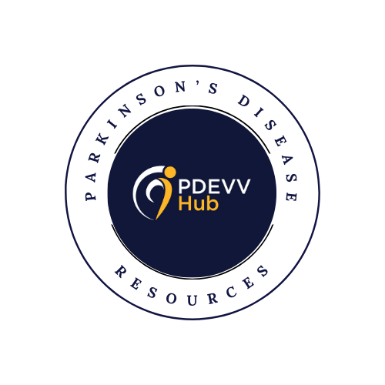 PARKINSON'S DISEASE
PDEVV
Hub
RESOURCES